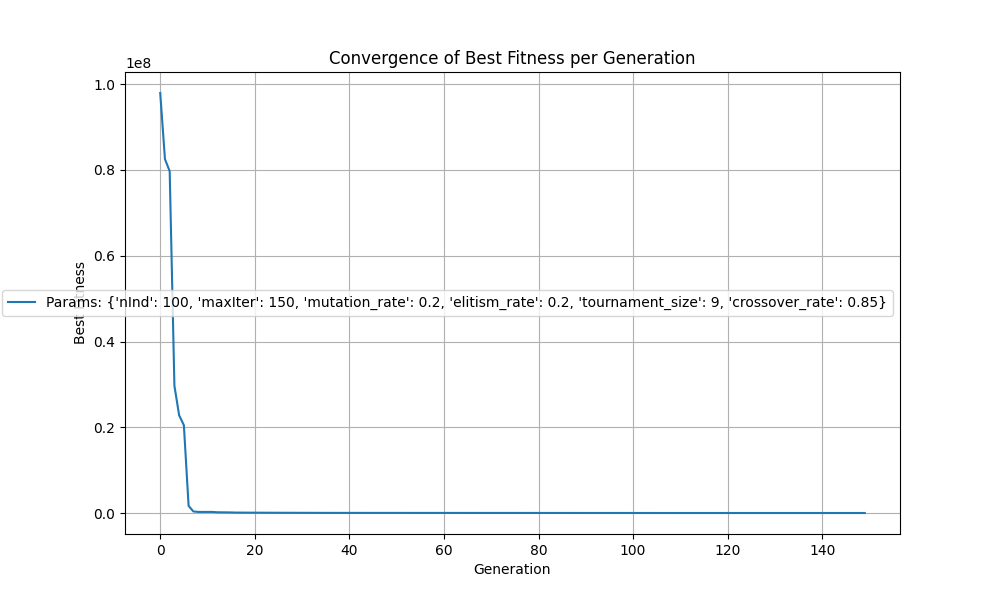 Convergence of Best Fitness per Generation
1e8
1.0
0.8
0.6
0.4
0.2
0.0
Best
ness
Params: {'nInd': 100, 'maxIter': 150, 'mutation_rate': 0.2, 'elitism_rate': 0.2, 'tournament_size': 9, 'crossover_rate': 0.85}
0 20 40 60 80 100 120 140
Generation